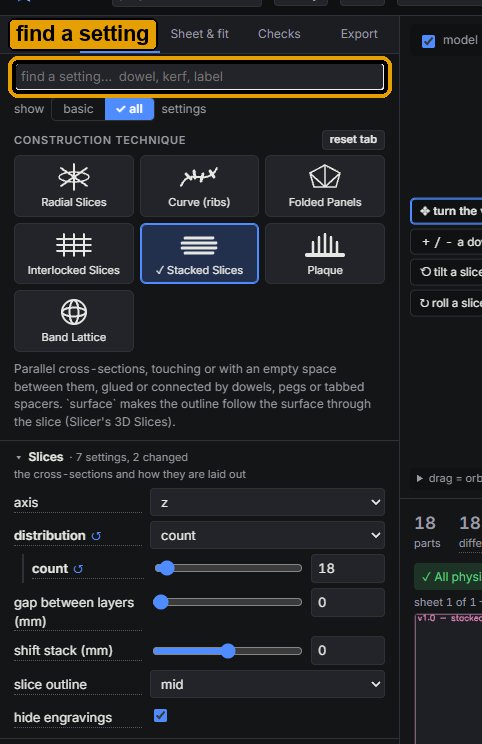 find a setting
Sheet & fit
Checks
Export
find a setting... dowel, kerf, label
show
basic
✓ all
settings
CONSTRUCTION TECHNIQUE
reset tab
Radial Slices
Curve (ribs)
Folded Panels
Interlocked Slices
✓ Stacked Slices
Plaque
Band Lattice
Parallel cross-sections, touching or with an empty space
between them, glued or connected by dowels, pegs or tabbed
spacers. `surface` makes the outline follow the surface through
the slice (Slicer's 3D Slices).
Slices · 7 settings, 2 changed
the cross-sections and how they are laid out
axis
z
distribution ↺
count
count ↺
18
gap between layers
(mm)
0
shift stack (mm)
0
slice outline
mid
hide engravings
model
✥ turn the v
+ / - a do
tilt a slice
↻ roll a slice
drag = orb
18
18
parts
differ
✓ All physi
sheet 1 of 1
v1.0 — stacked